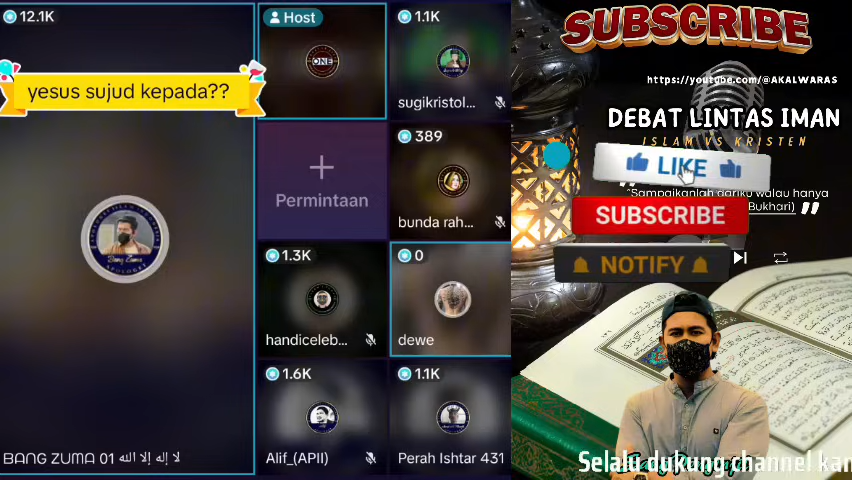 12.1K
yesus sujud kepada??
BANG ZUMA 01 لا إله إلا الله
Host
ONE
1.1K
sugikristol...
Permintaan
389
bunda rah...
1.3K
handiceleb...
0
dewe
1.6K
Alif_(APII)
1.1K
Perah Ishtar 431
SUBSCRIBE
https://youtube.com/@AKALWARAS
DEBAT LINTAS IMAN
ISLAM VS KRISTEN
LIKE
"Sampaikanlah dariku walau hanya
Bukhari)
SUBSCRIBE
NOTIFY
Selalu dukung channel kam